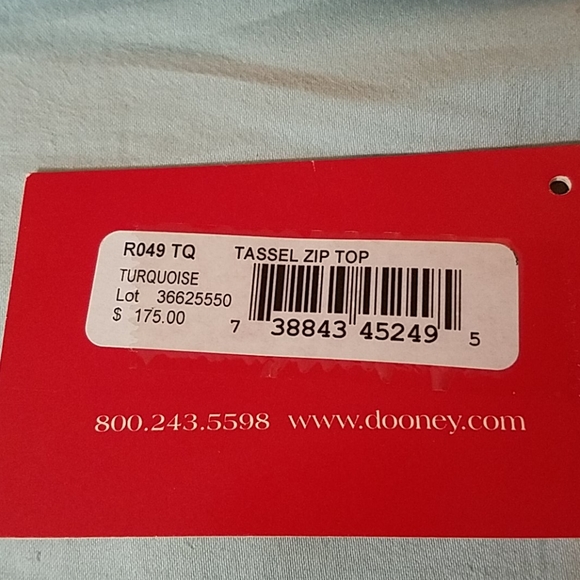 R049 TQ TASSEL ZIP TOP
TURQUOISE
Lot 36625550
$ 175.00
7 38843 45249 5
800.243.5598 www.dooney.com